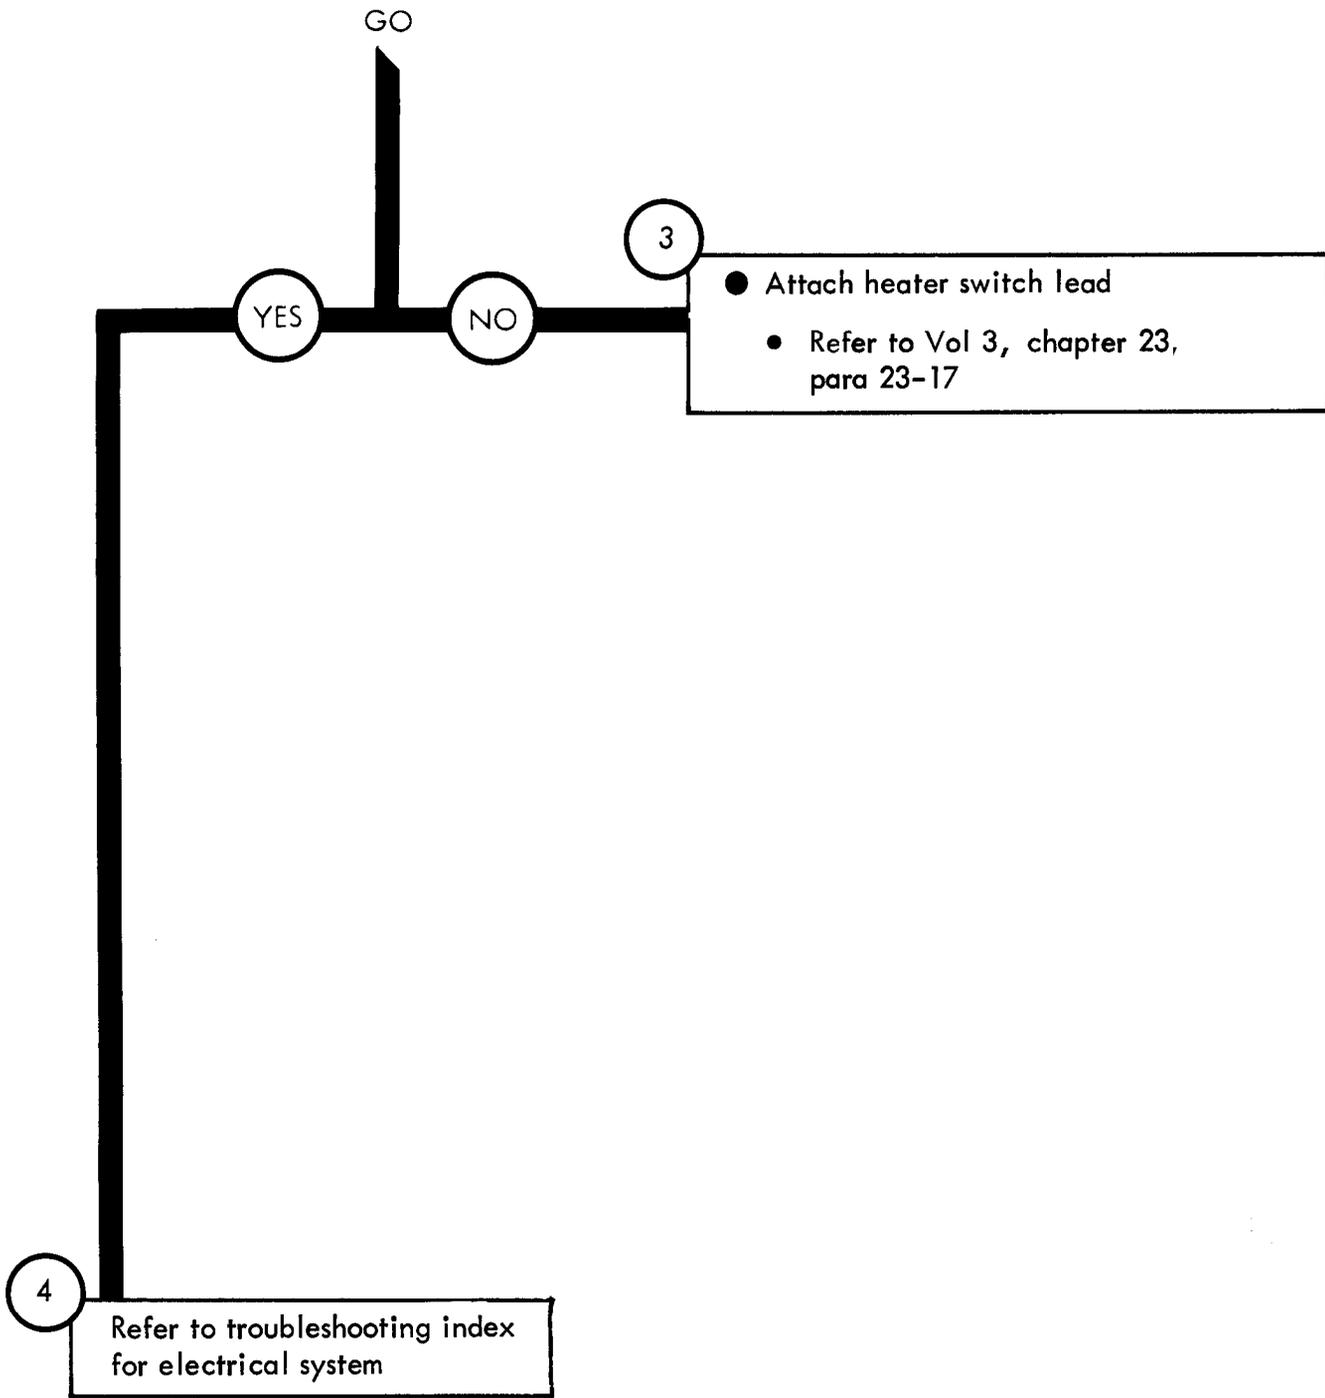 GO
YES
NO
3
● Attach heater switch lead
● Refer to Vol 3, chapter 23,
para 23-17
4
Refer to troubleshooting index
for electrical system